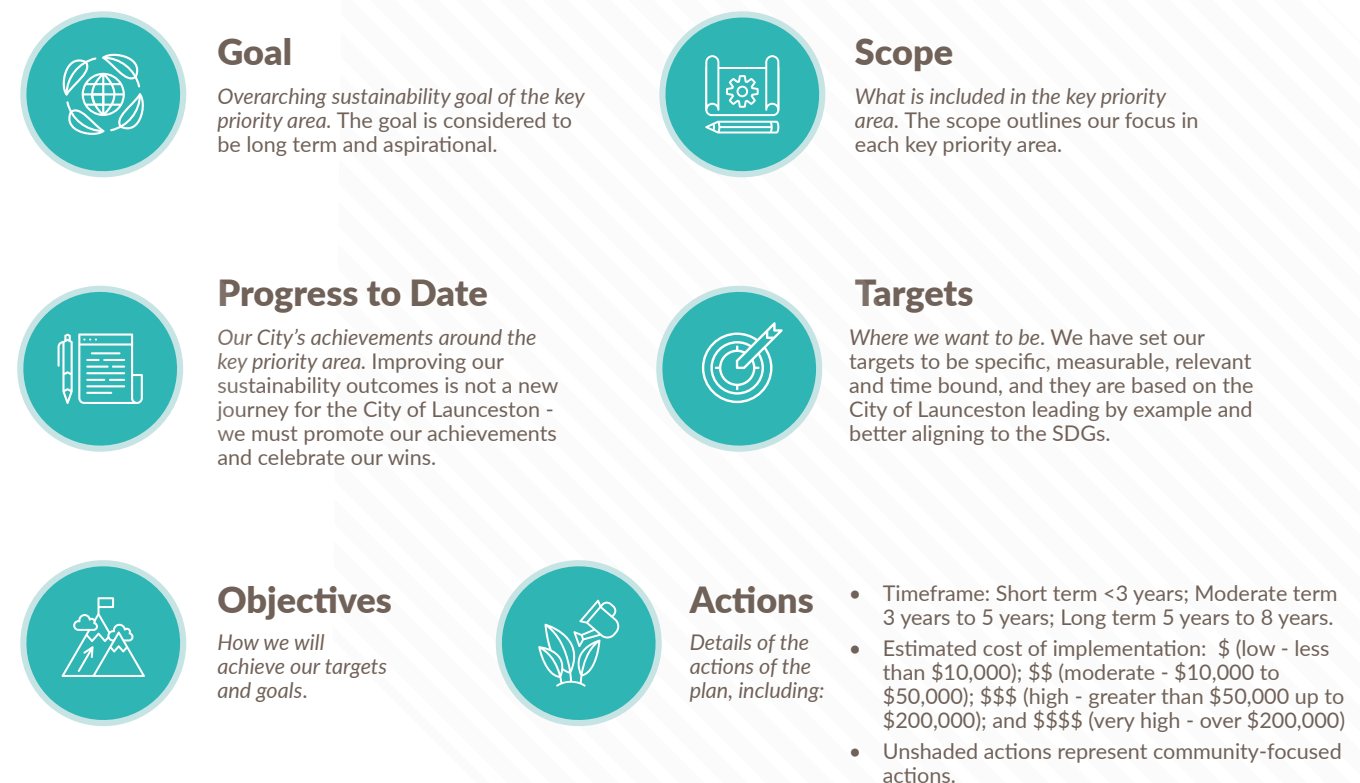 Goal
Overarching sustainability goal of the key
priority area. The goal is considered to
be long term and aspirational.
Scope
What is included in the key priority
area. The scope outlines our focus in
each key priority area.
Progress to Date
Our City’s achievements around the
key priority area. Improving our
sustainability outcomes is not a new
journey for the City of Launceston -
we must promote our achievements
and celebrate our wins.
Targets
Where we want to be. We have set our
targets to be specific, measurable, relevant
and time bound, and they are based on the
City of Launceston leading by example and
better aligning to the SDGs.
Objectives
How we will
achieve our targets
and goals.
Actions
Details of the
actions of the
plan, including:
• Timeframe: Short term <3 years; Moderate term
3 years to 5 years; Long term 5 years to 8 years.
• Estimated cost of implementation: $ (low - less
than $10,000); $$ (moderate - $10,000 to
$50,000); $$$ (high - greater than $50,000 up to
$200,000); and $$$$ (very high - over $200,000)
• Unshaded actions represent community-focused
actions.